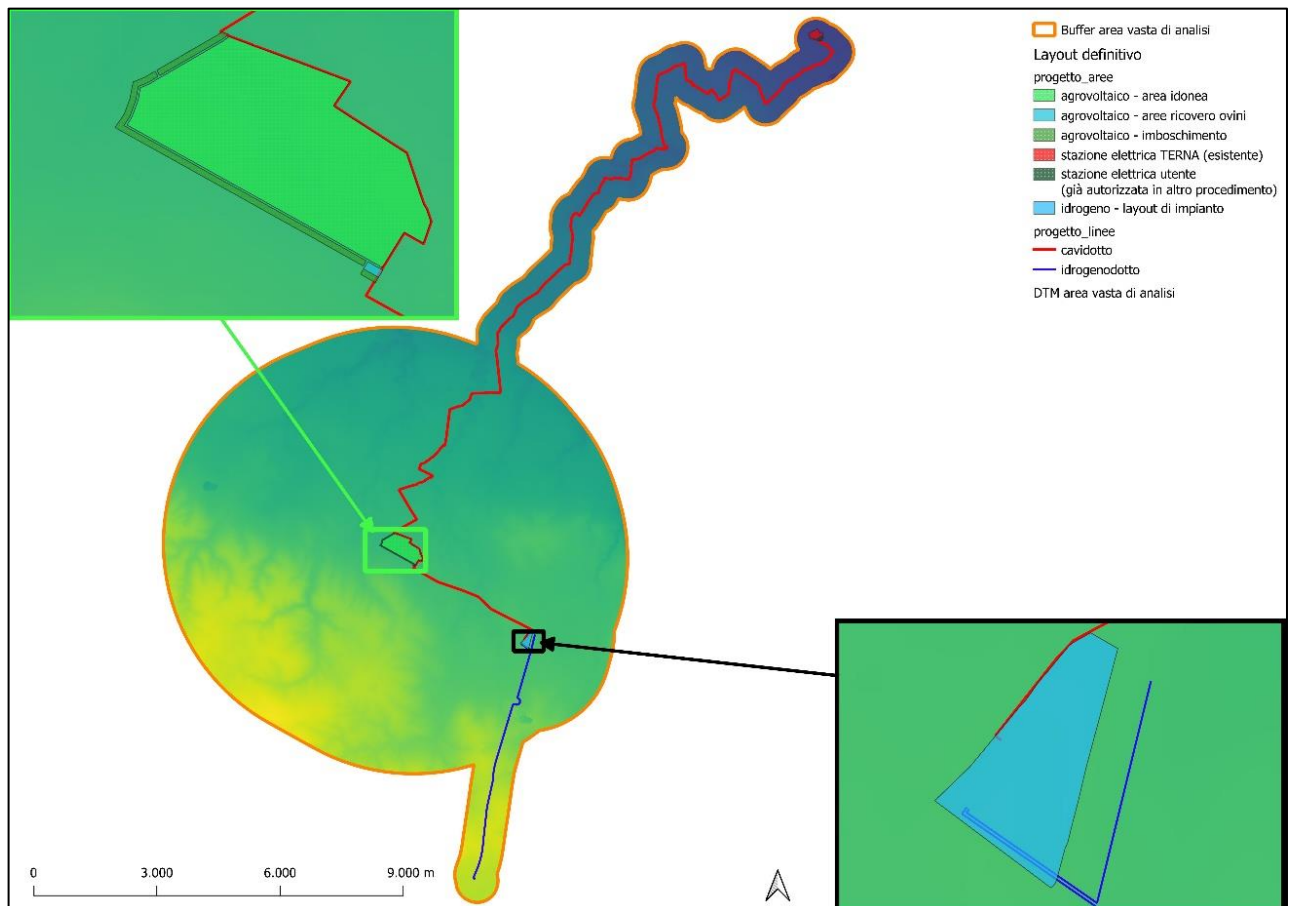 Buffer area vasta di analisi
Layout definitivo
progetto_aree
agrovoltaico - area idonea
agrovoltaico - aree ricovero ovini
agrovoltaico - imboschimento
stazione elettrica TERNA (esistente)
stazione elettrica utente
(già autorizzata in altro procedimento)
idrogeno - layout di impianto
progetto_linee
cavidotto
idrogenodotto
DTM area vasta di analisi
0 3.000 6.000 9.000 m